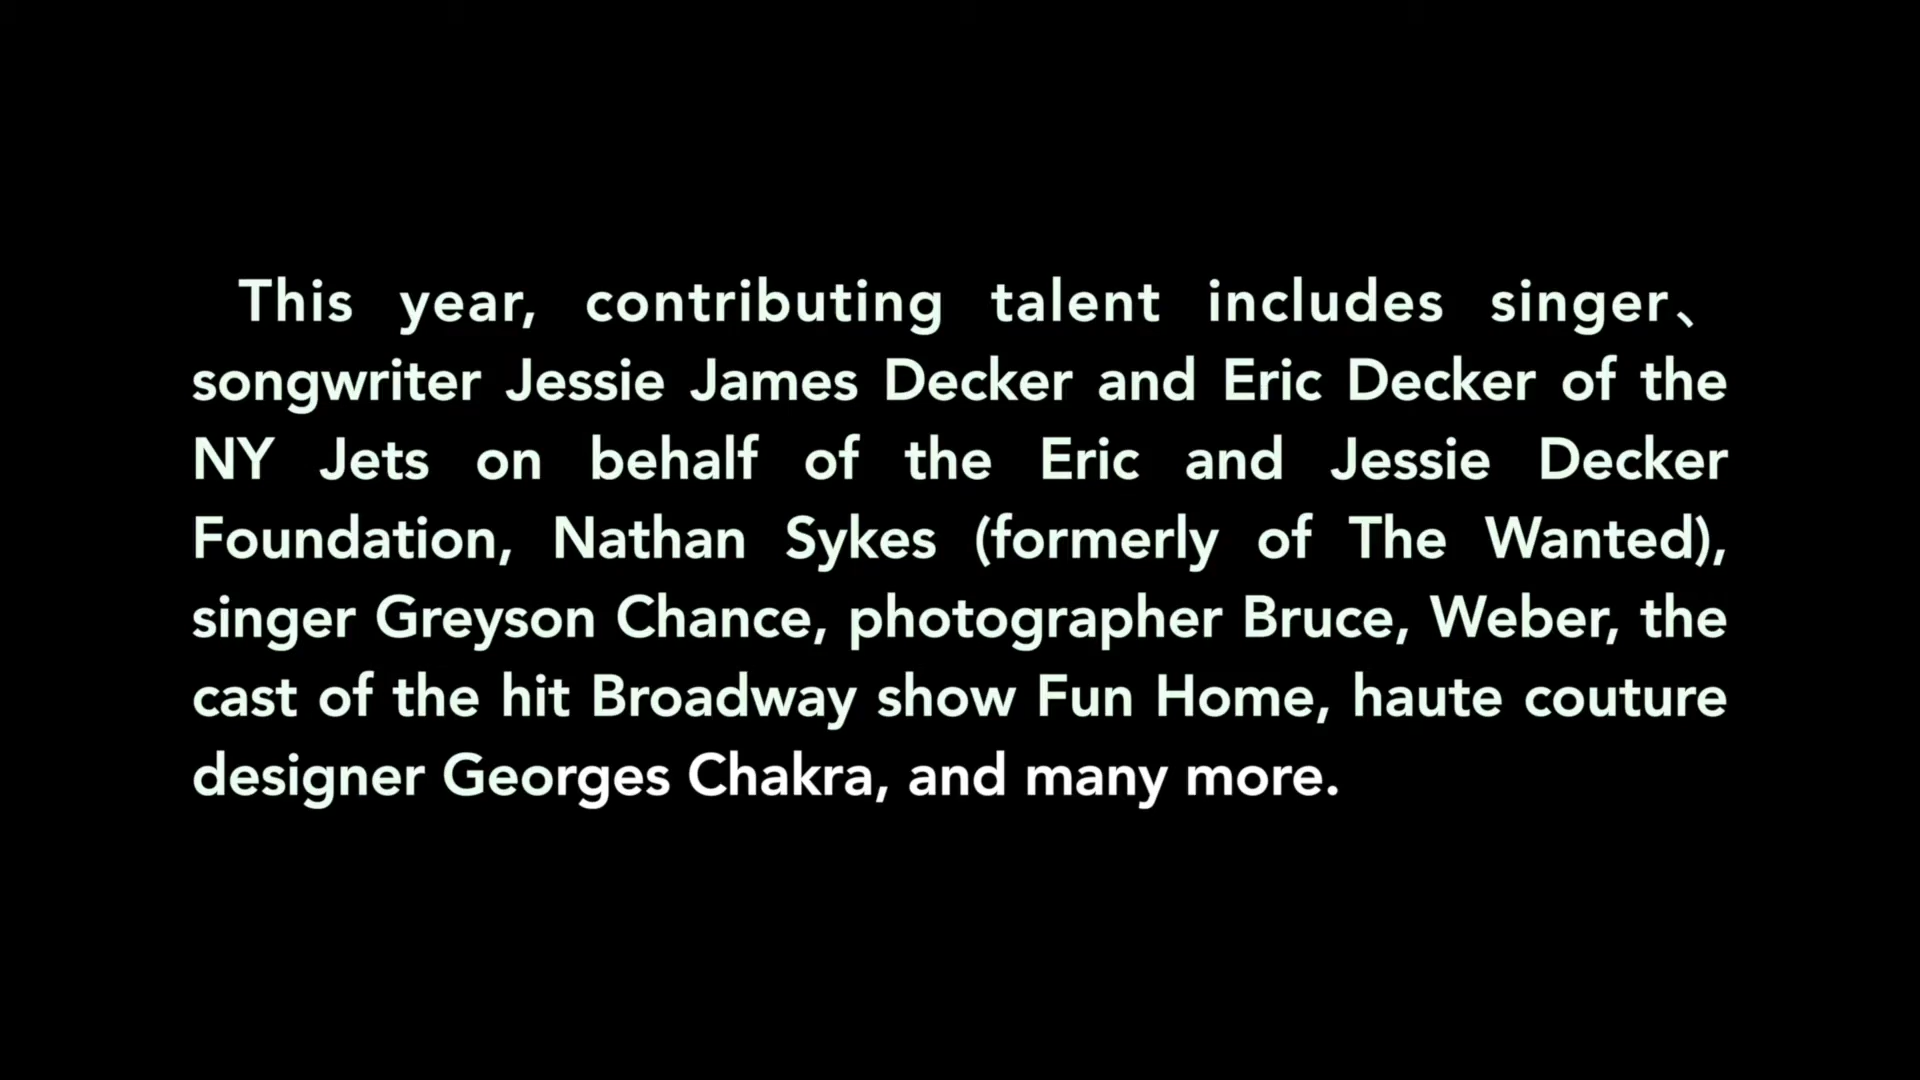 This year, contributing talent includes singer、
songwriter Jessie James Decker and Eric Decker of the
NY Jets on behalf of the Eric and Jessie Decker
Foundation, Nathan Sykes (formerly of The Wanted),
singer Greyson Chance, photographer Bruce, Weber, the
cast of the hit Broadway show Fun Home, haute couture
designer Georges Chakra, and many more.